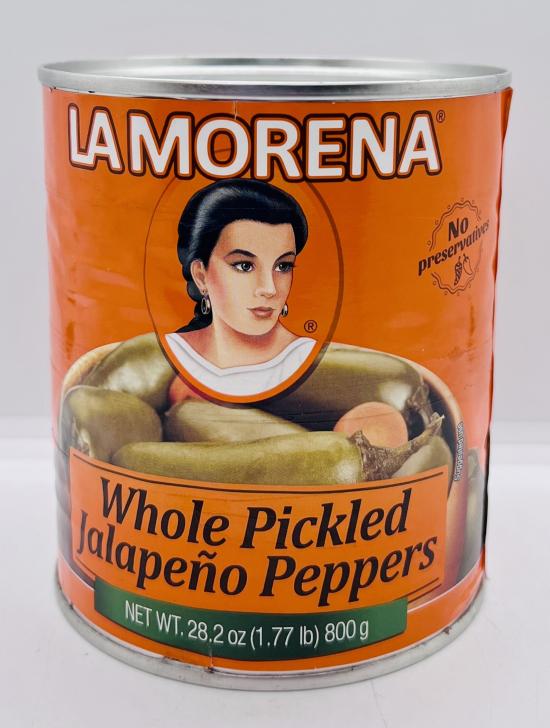 LA MORENA®
No
preservatives
®
Whole Pickled
Jalapeño Peppers
NET WT. 28.2 oz (1.77 lb) 800 g